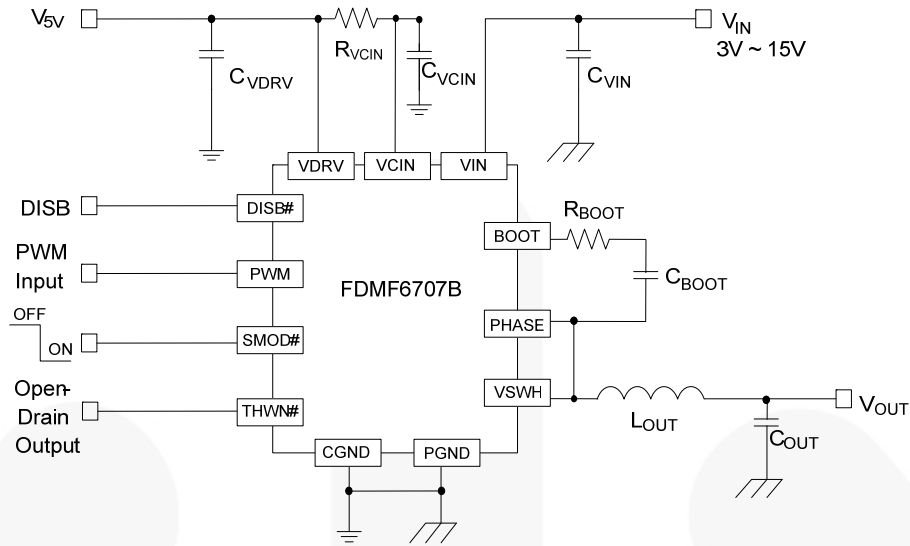 V5V
RVCIN
CVDRV
CVCIN
CVIN
VIN
3V ~ 15V
VDRV
VCIN
VIN
DISB
DISB#
PWM
Input
PWM
OFF
ON
SMOD#
Open-
Drain
Output
THWN#
FDMF6707B
BOOT
RBOOT
CBOOT
PHASE
VSWH
LOUT
COUT
VOUT
CGND
PGND